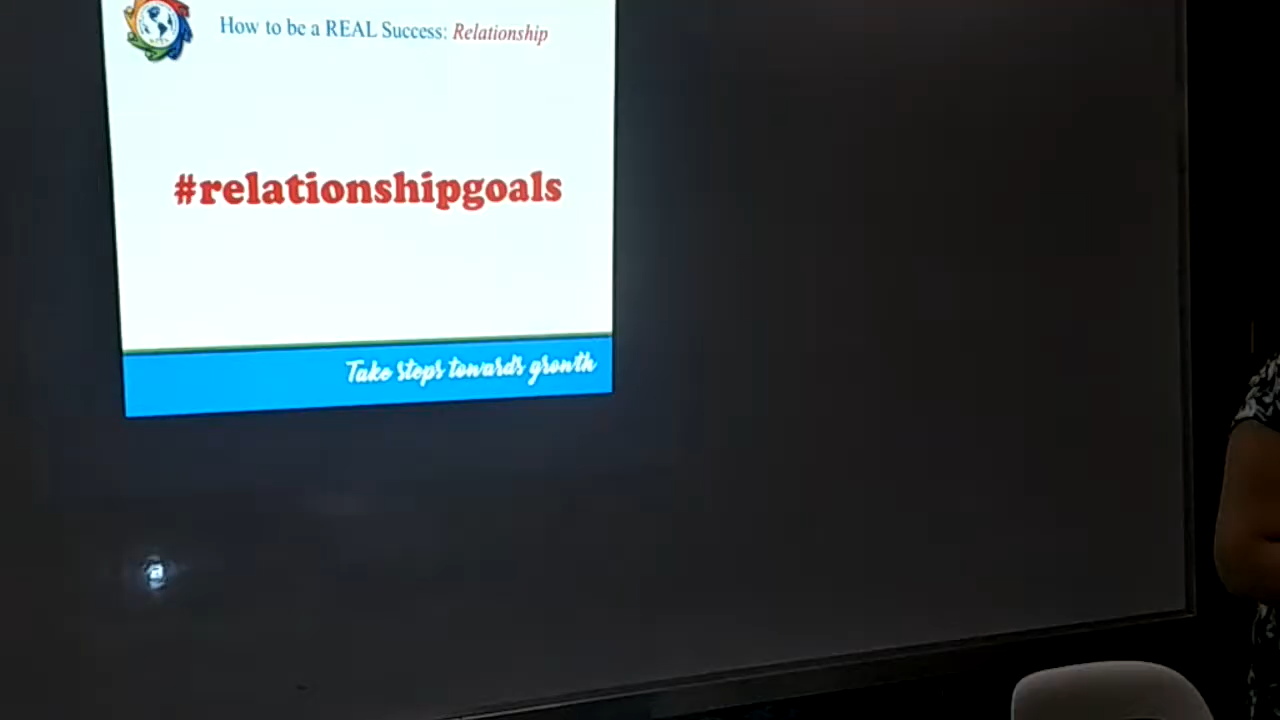 How to be a REAL Success: Relationship
#relationshipgoals
Take steps towards growth